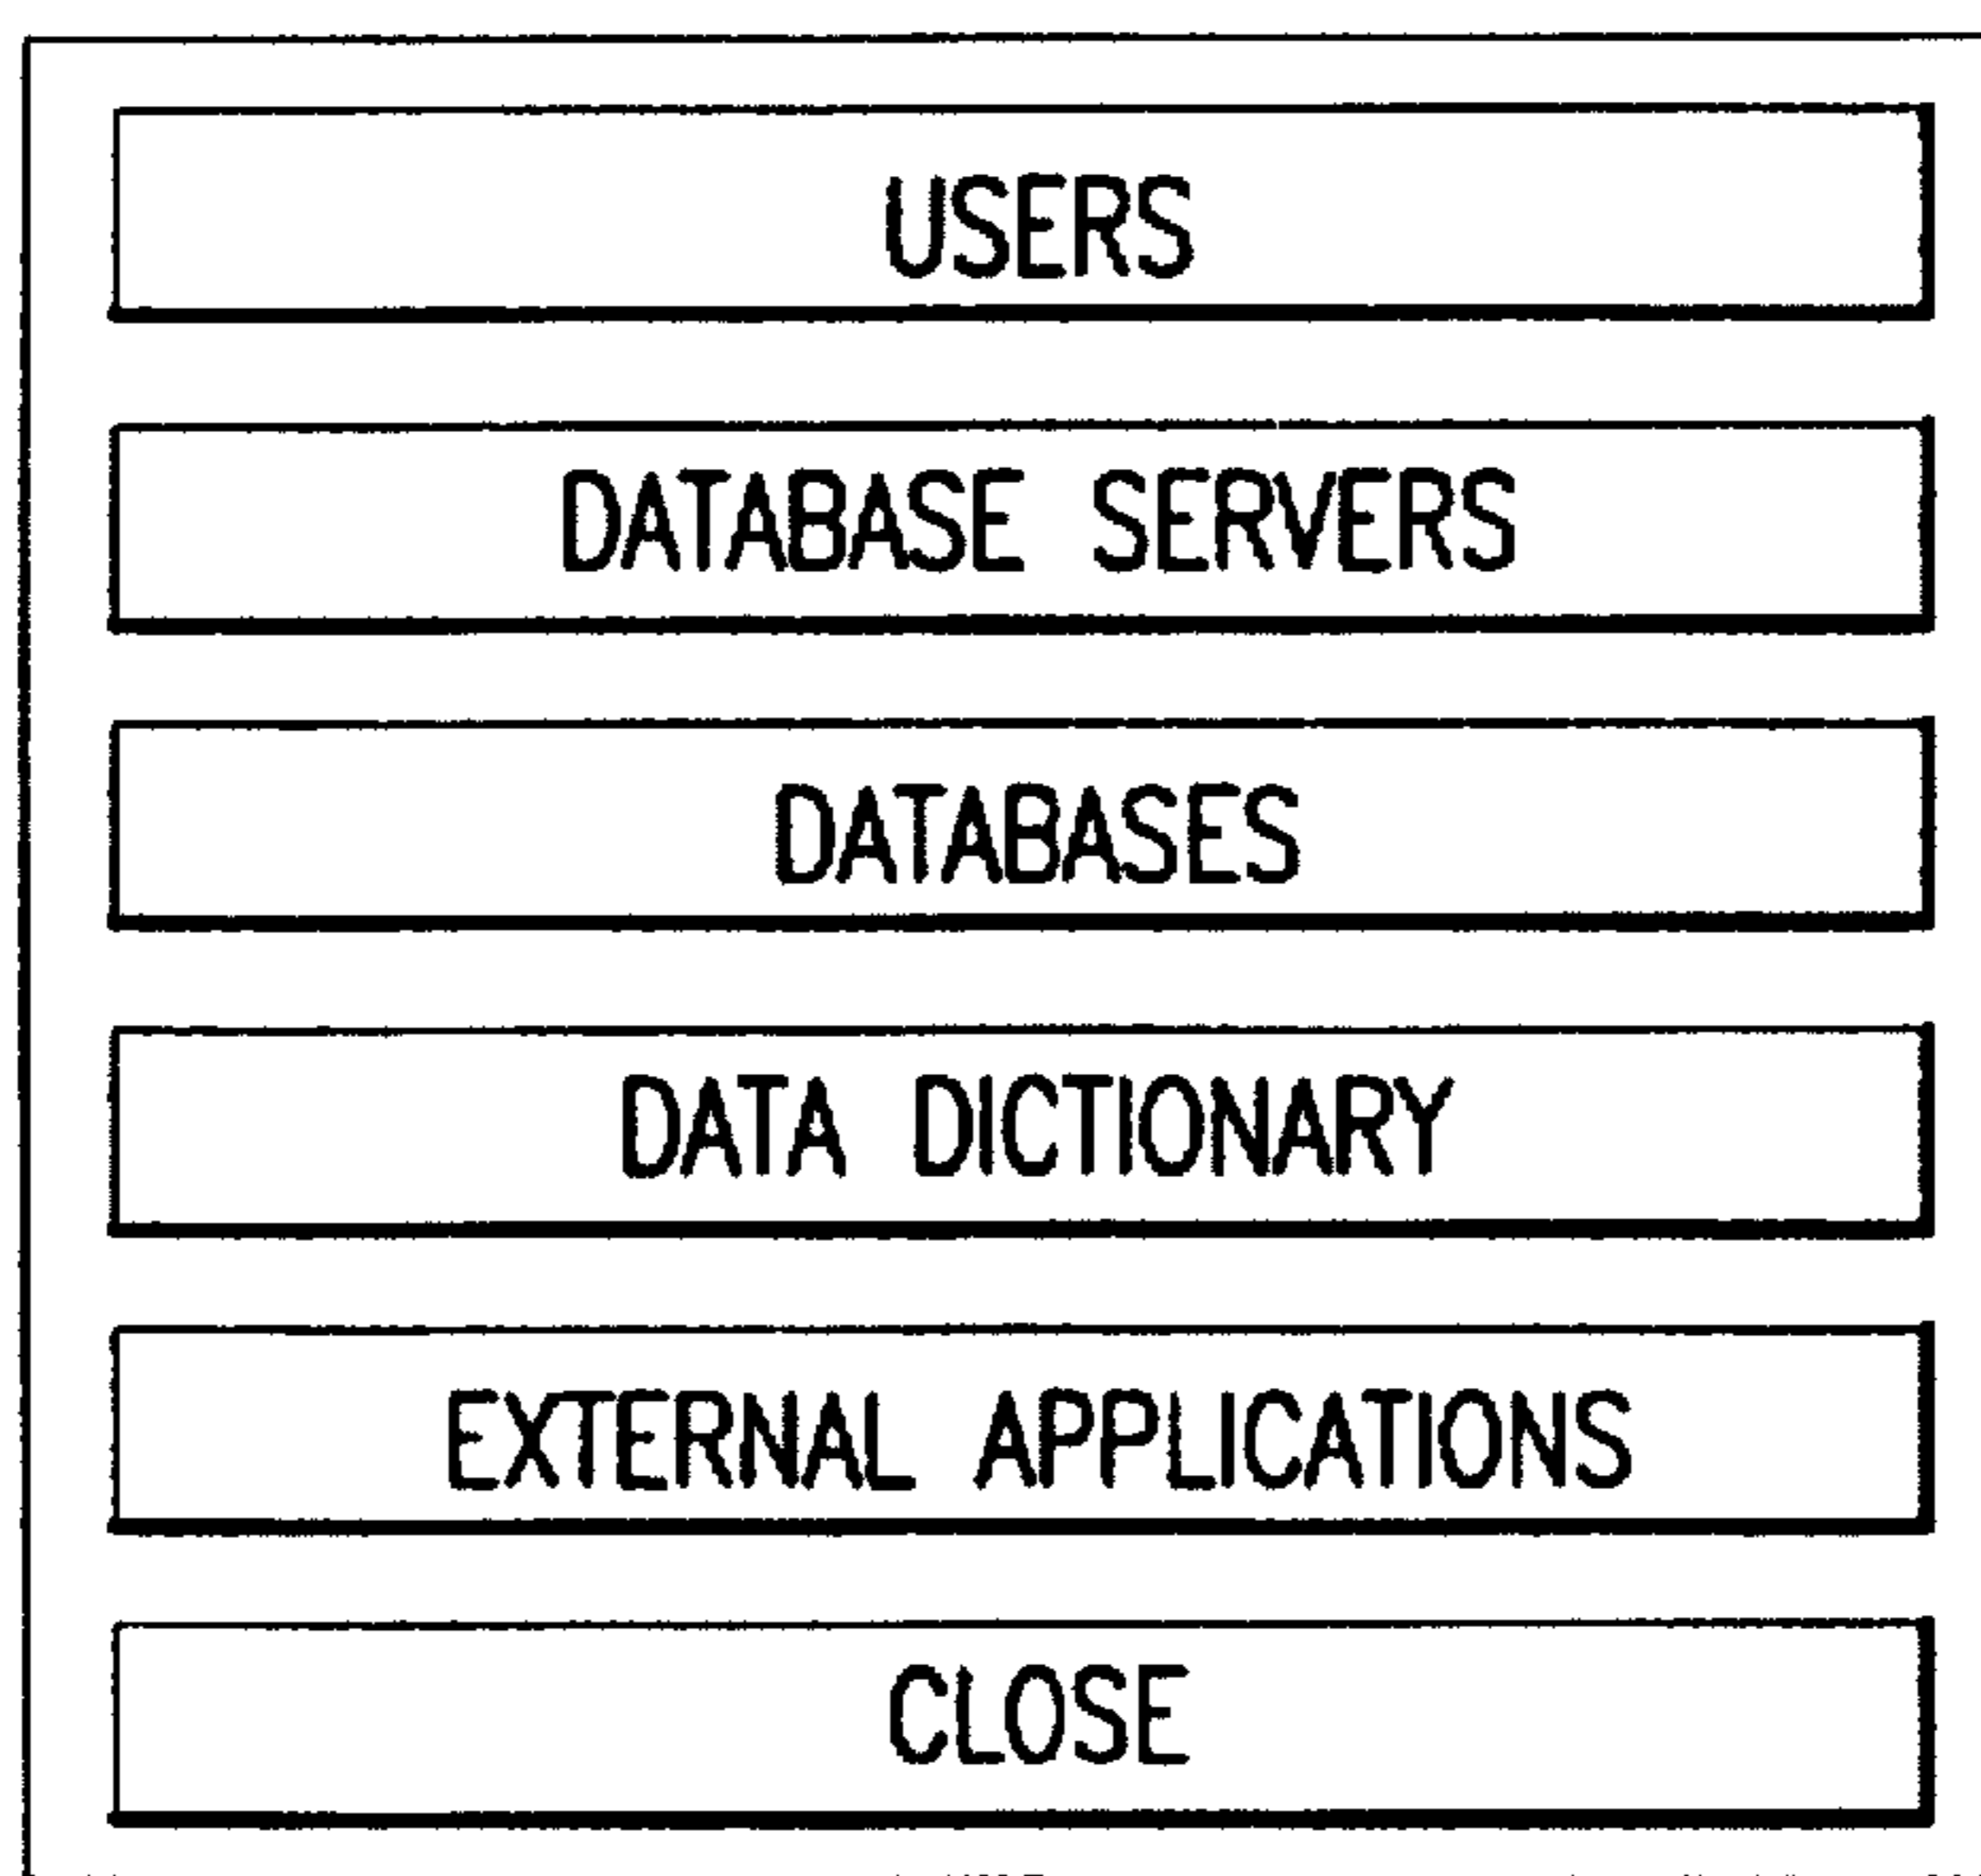 USERS
DATABASE SERVERS
DATABASES
DATA DICTIONARY
EXTERNAL APPLICATIONS
CLOSE